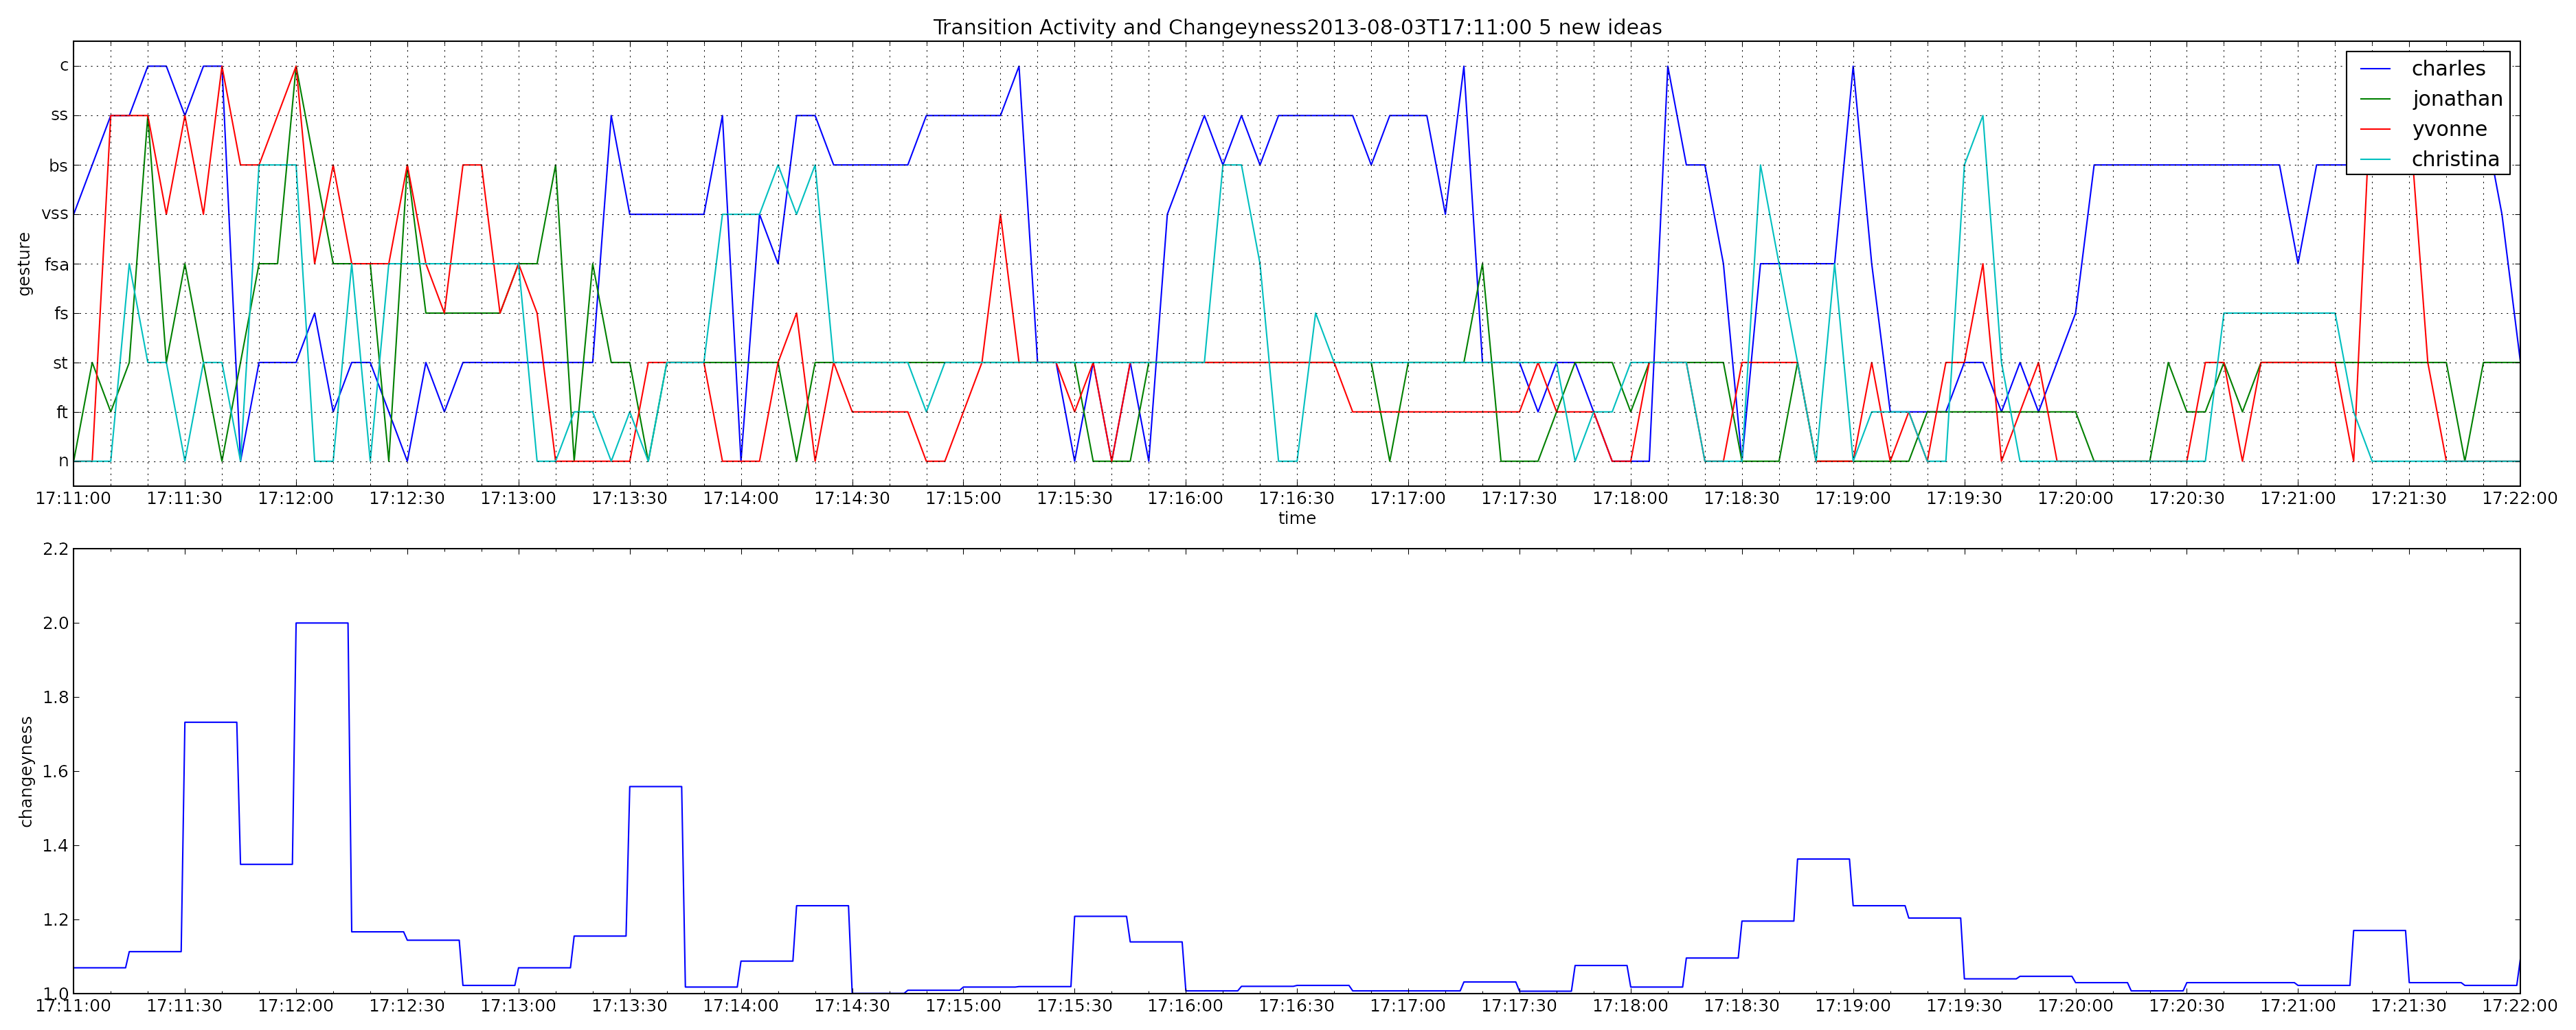 Transition Activity and Changeyness2013-08-03T17:11:00 5 new ideas
gesture
c
ss
bs
vss
fsa
fs
st
ft
n
charles
jonathan
yvonne
christina
17:11:00 17:11:30 17:12:00 17:12:30 17:13:00 17:13:30 17:14:00 17:14:30 17:15:00 17:15:30 17:16:00 17:16:30 17:17:00 17:17:30 17:18:00 17:18:30 17:19:00 17:19:30 17:20:00 17:20:30 17:21:00 17:21:30 17:22:00
time
changeyness
2.2
2.0
1.8
1.6
1.4
1.2
1.0
17:11:00 17:11:30 17:12:00 17:12:30 17:13:00 17:13:30 17:14:00 17:14:30 17:15:00 17:15:30 17:16:00 17:16:30 17:17:00 17:17:30 17:18:00 17:18:30 17:19:00 17:19:30 17:20:00 17:20:30 17:21:00 17:21:30 17:22:00